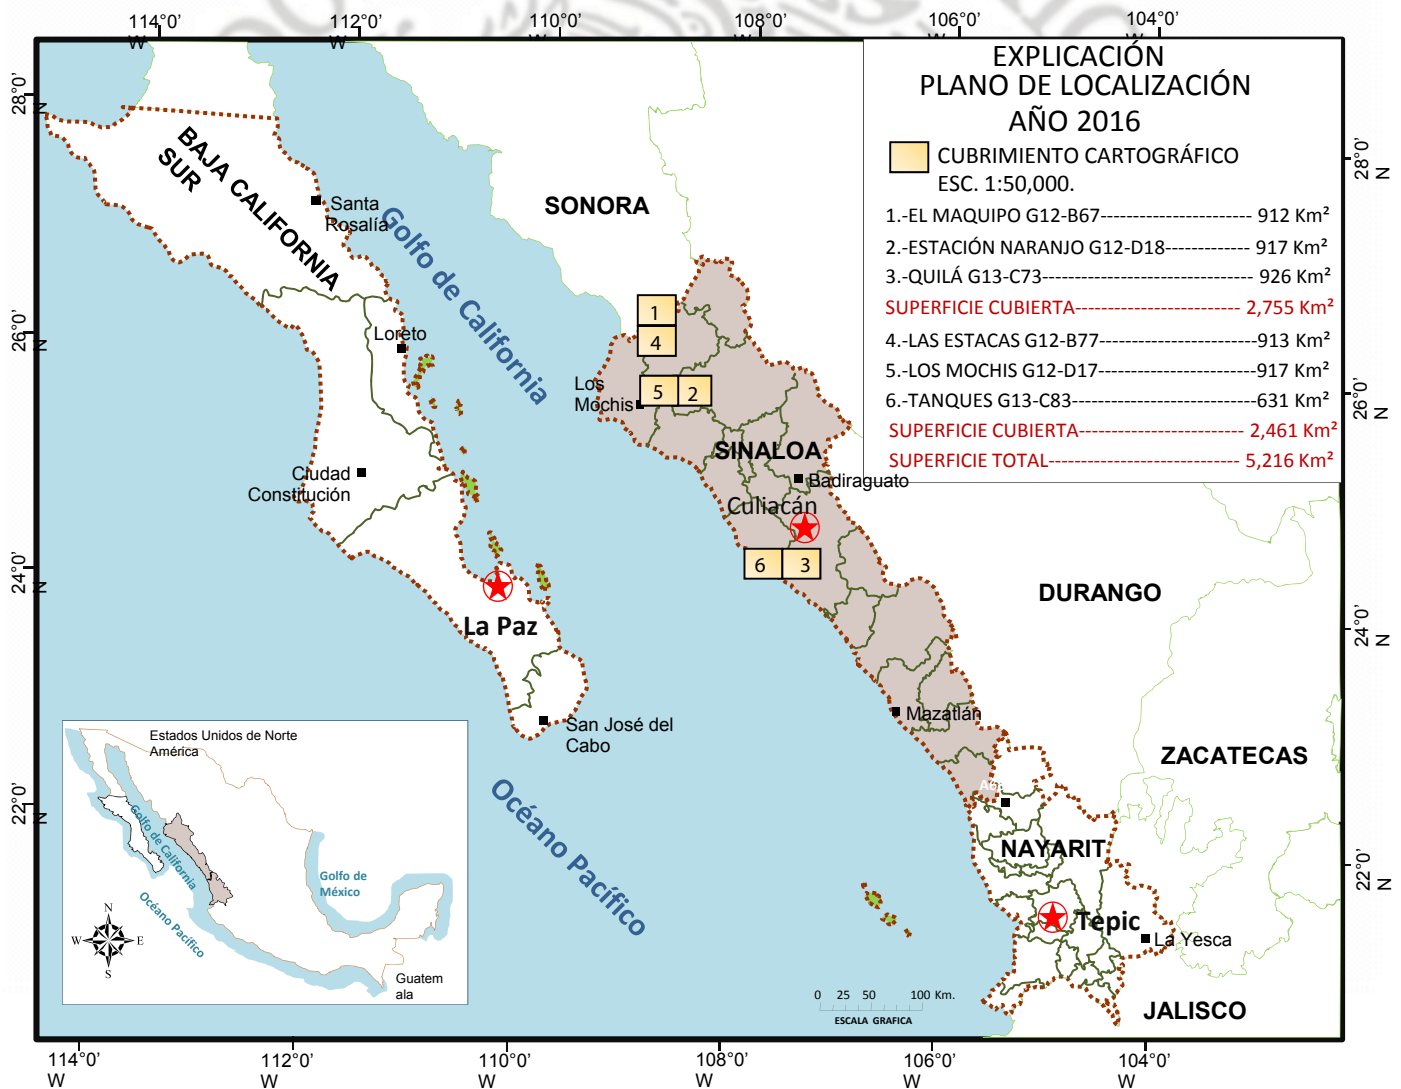 114°0' W
112°0' W
110°0' W
108°0' W
106°0' W
104°0' W
28°0' N
26°0' N
24°0' N
22°0'
28°0' N
26°0' N
24°0' N
22°0' N
EXPLICACIÓN
PLANO DE LOCALIZACIÓN
AÑO 2016
CUBRIMIENTO CARTOGRÁFICO
ESC. 1:50,000.
1.-EL MAQUIPO G12-B67----------------------- 912 Km²
2.-ESTACIÓN NARANJO G12-D18------------- 917 Km²
3.-QUILÁ G13-C73-------------------------------- 926 Km²
SUPERFICIE CUBIERTA------------------------- 2,755 Km²
4.-LAS ESTACAS G12-B77------------------------913 Km²
5.-LOS MOCHIS G12-D17------------------------917 Km²
6.-TANQUES G13-C83----------------------------631 Km²
SUPERFICIE CUBIERTA------------------------- 2,461 Km²
SUPERFICIE TOTAL----------------------------- 5,216 Km²
BAJA CALIFORNIA
SUR
Santa
Rosalía
Golfo de California
SONORA
1
4
Loreto
Los
Mochis
5
2
SINALOA
Badiraguato
Ciudad
Constitución
Culiacán
6
3
DURANGO
La Paz
Mazatlán
San José del
Cabo
ZACATECAS
Océano Pacífico
NAYARIT
Tepic
La Yesca
JALISCO
Estados Unidos de Norte
América
Golfo de California
Golfo de
México
Océano Pacífico
N
W
E
S
Guatem
ala
0 25 50 100 Km.
ESCALA GRAFICA
114°0' W
112°0' W
110°0' W
108°0' W
106°0' W
104°0' W